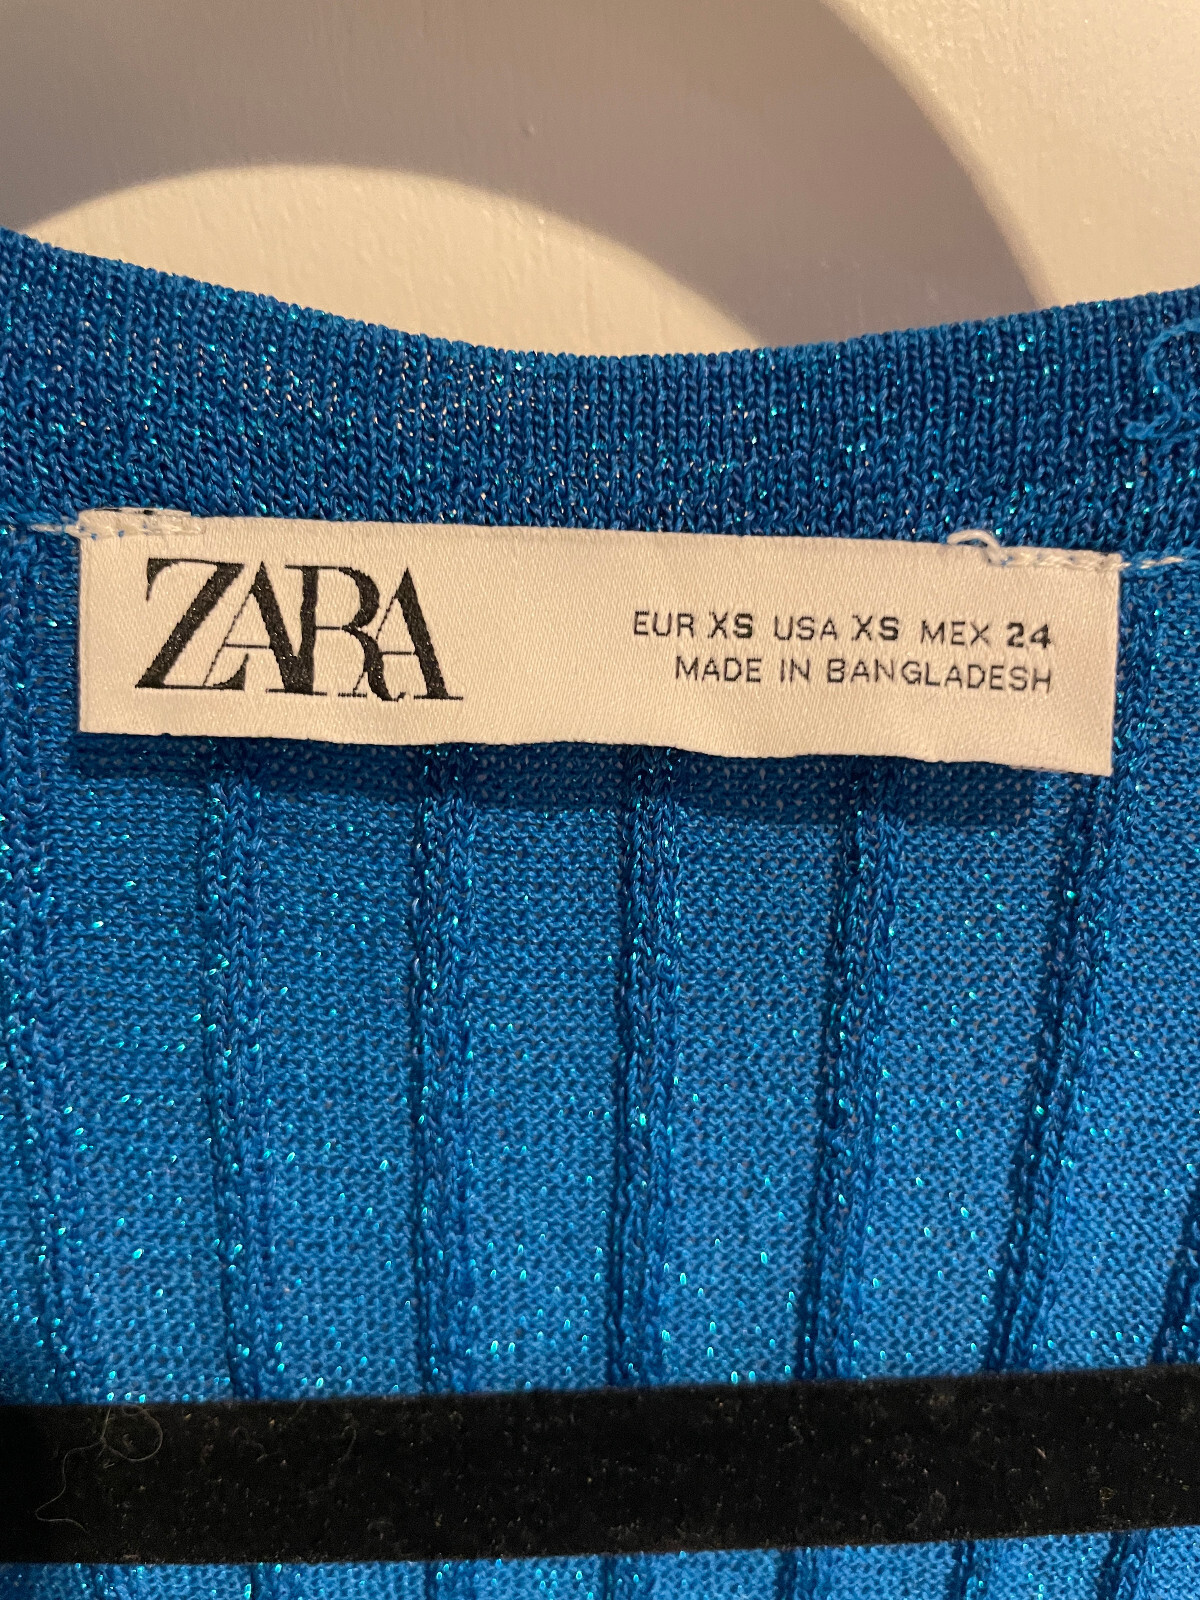 ZARA
EUR XS USA XS MEX 24
MADE IN BANGLADESH